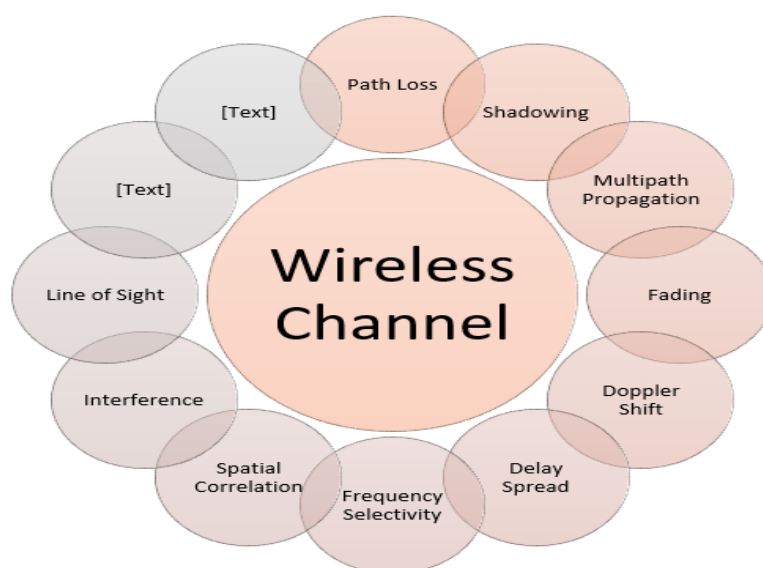 Path Loss
Shadowing
Multipath
Propagation
Fading
Doppler
Shift
Delay
Spread
Frequency
Selectivity
Spatial
Correlation
Interference
Line of Sight
[Text]
[Text]
Wireless
Channel